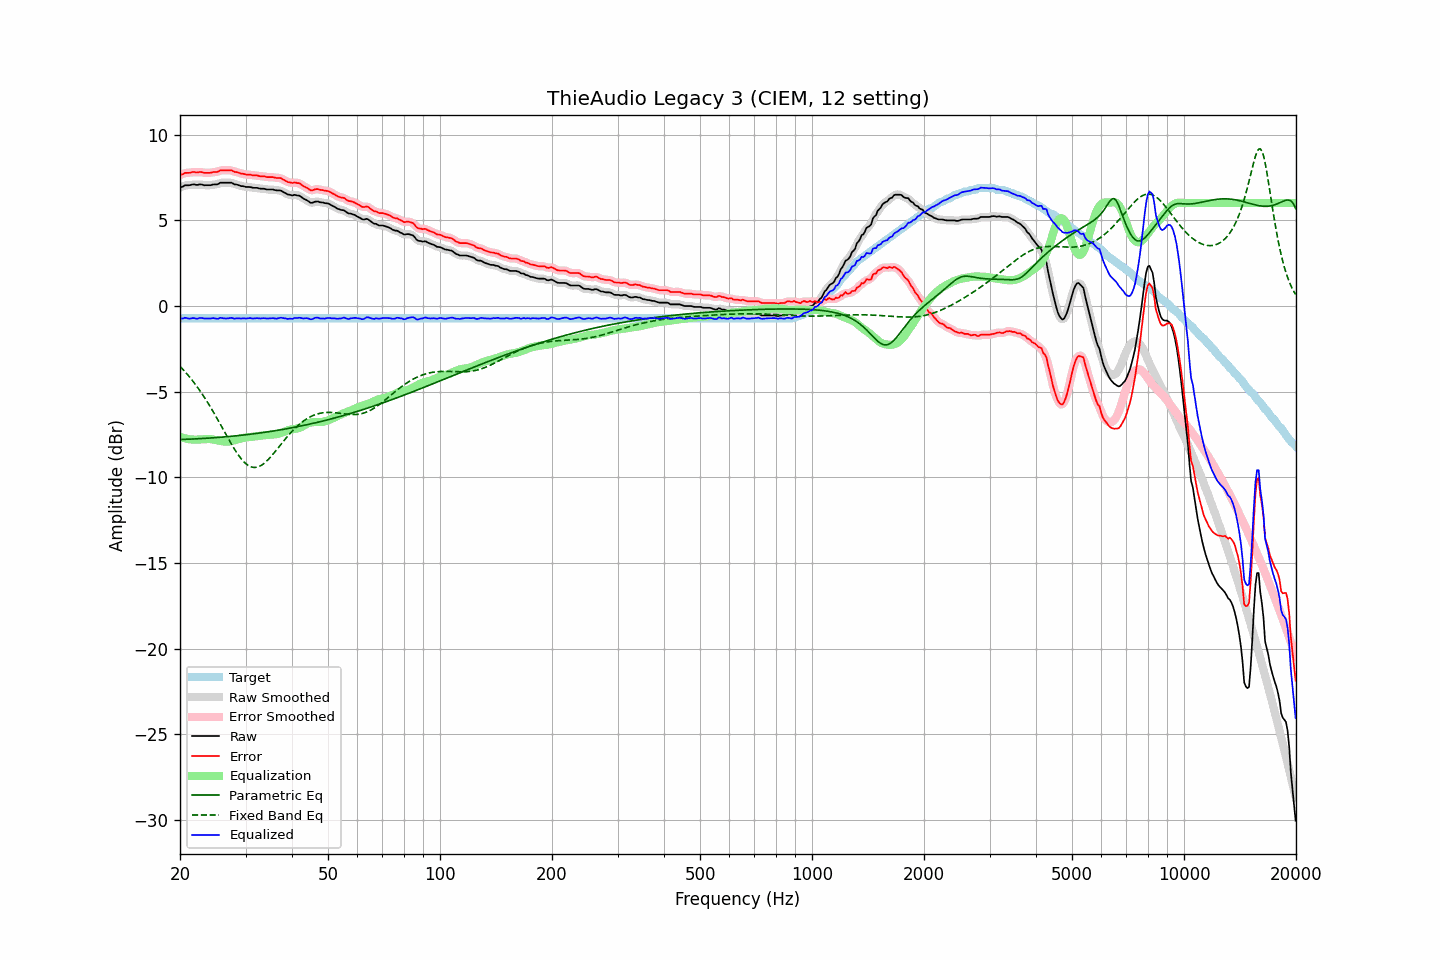 ThieAudio Legacy 3 (CIEM, 12 setting)
Amplitude (dBr)
10
5
0
−5
−10
−15
−20
−25
−30
Target
Raw Smoothed
Error Smoothed
Raw
Error
Equalization
Parametric Eq
Fixed Band Eq
Equalized
20 50 100 200 500 1000 2000 5000 10000 20000
Frequency (Hz)